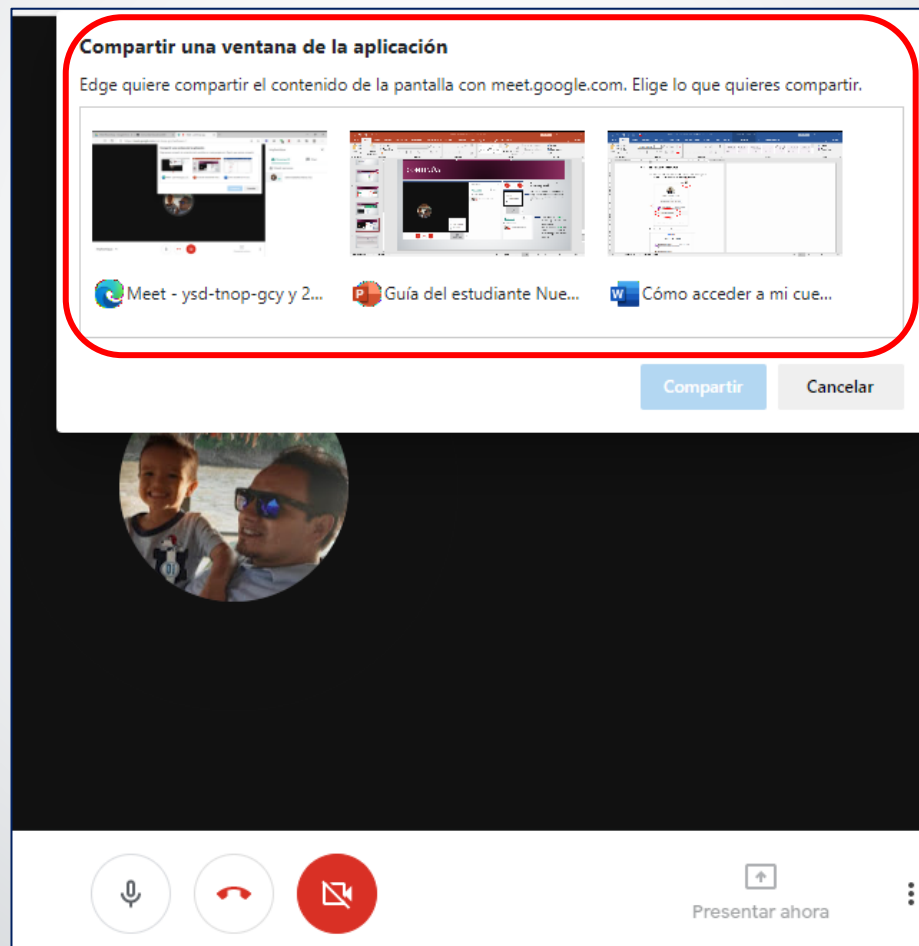 Compartir una ventana de la aplicación
Edge quiere compartir el contenido de la pantalla con meet.google.com. Elige lo que quieres compartir.
Meet - ysd-tnop-gcy y 2...
Guía del estudiante Nue...
Cómo acceder a mi cue...
Compartir
Cancelar
Presentar ahora